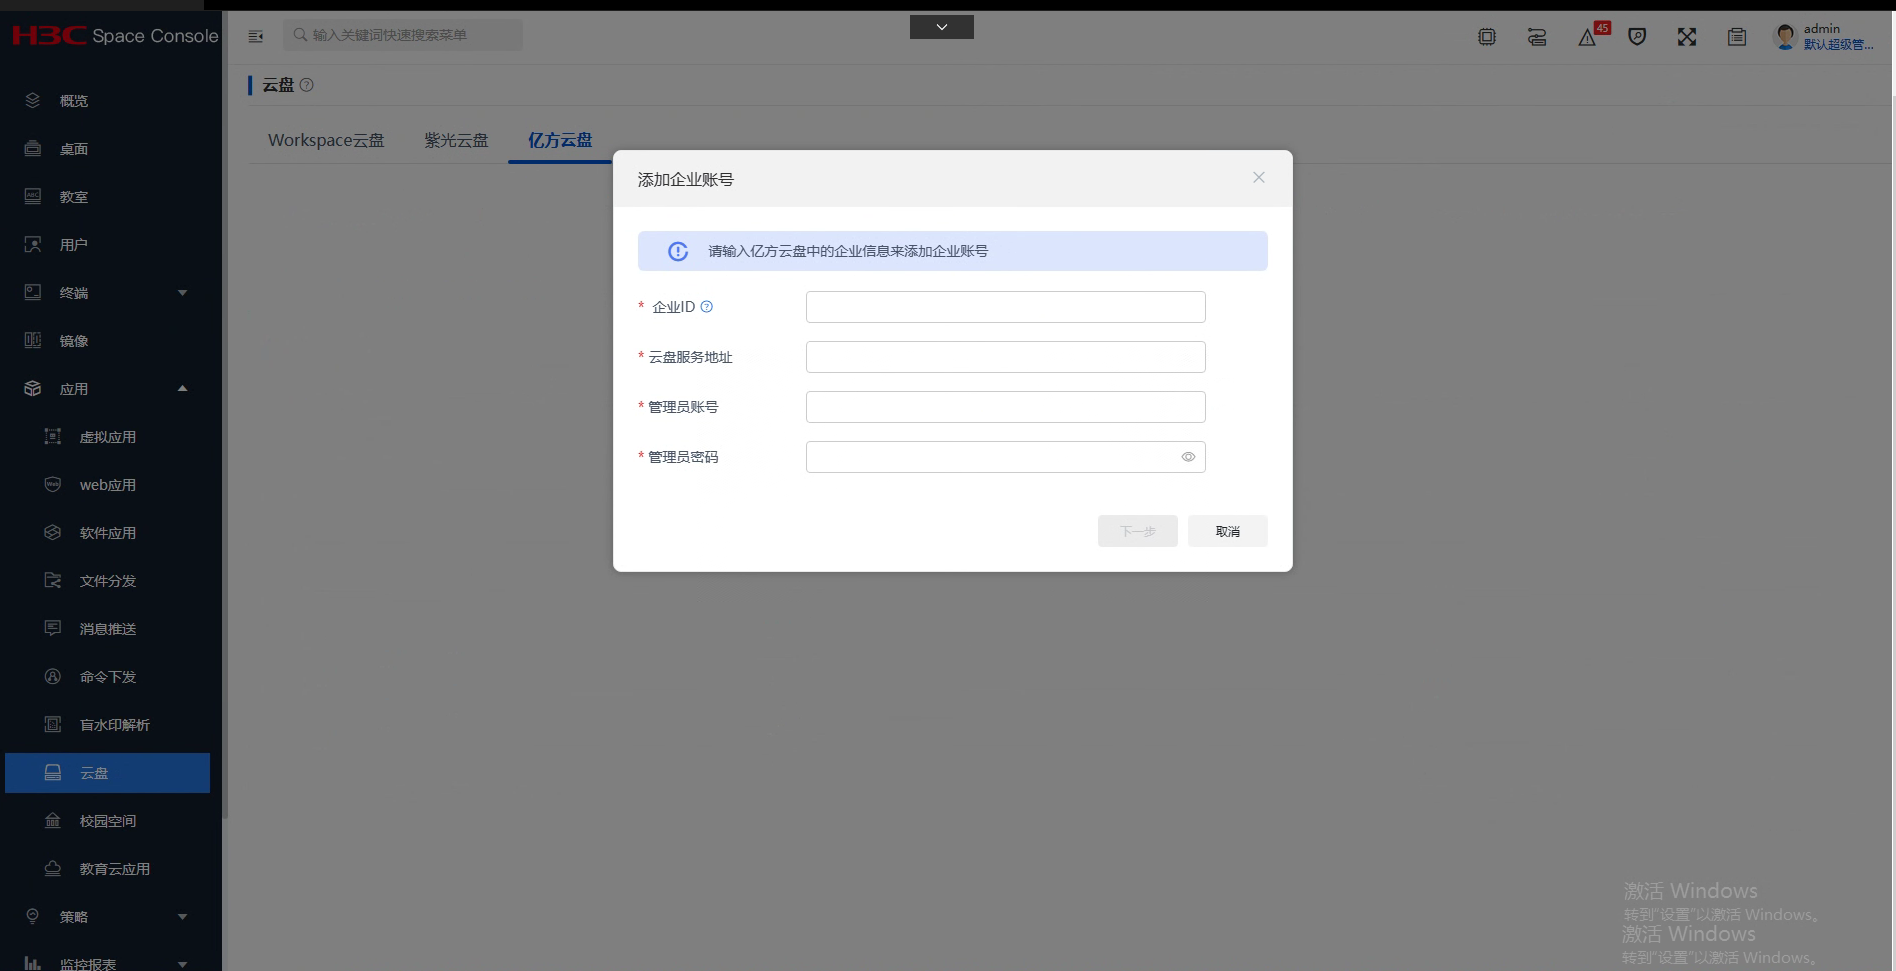 H3C Space Console
输入关键词快速搜索菜单
45
admin
默认超级管...
云盘
Workspace云盘
紫光云盘
亿方云盘
概览
桌面
教室
用户
终端
镜像
应用
虚拟应用
web应用
软件应用
文件分发
消息推送
命令下发
盲水印解析
云盘
校园空间
教育云应用
策略
监控报表
添加企业账号
请输入亿方云盘中的企业信息来添加企业账号
* 企业ID
* 云盘服务地址
* 管理员账号
* 管理员密码
下一步
取消
激活 Windows
转到"设置"以激活 Windows。
激活 Windows
转到"设置"以激活 Windows。